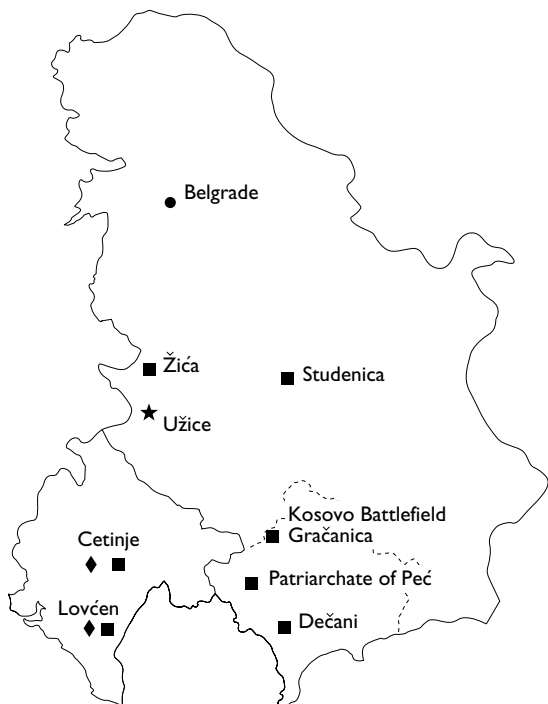 Belgrade
Žića
Studenica
Užice
Kosovo Battlefield
Gračanica
Cetinje
Patriarchate of Peć
Lovćen
Dečani